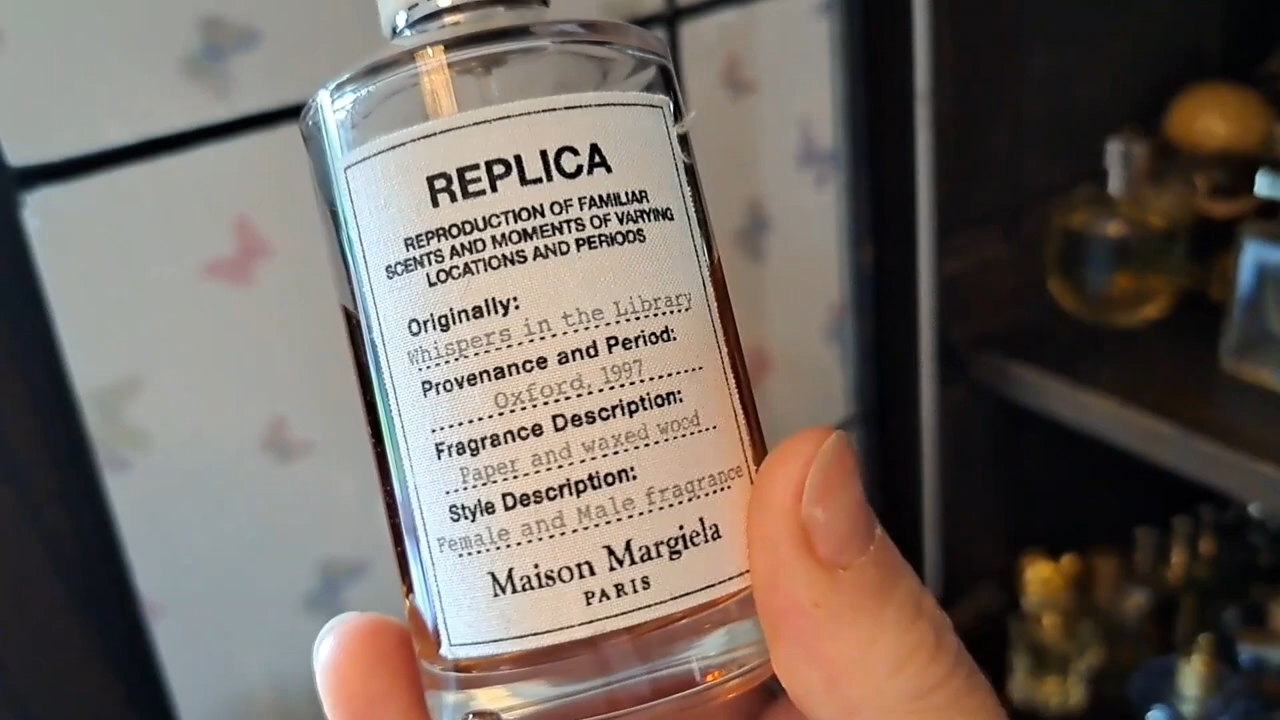 REPLICA
REPRODUCTION OF FAMILIAR
SCENTS AND MOMENTS OF VARYING
LOCATIONS AND PERIODS
Originally:
Whispers in the Library
Provenance and Period:
Oxford, 1997
Fragrance Description:
Paper and waxed wood
Style Description:
Female and Male fragrance
Maison Margiela
PARIS